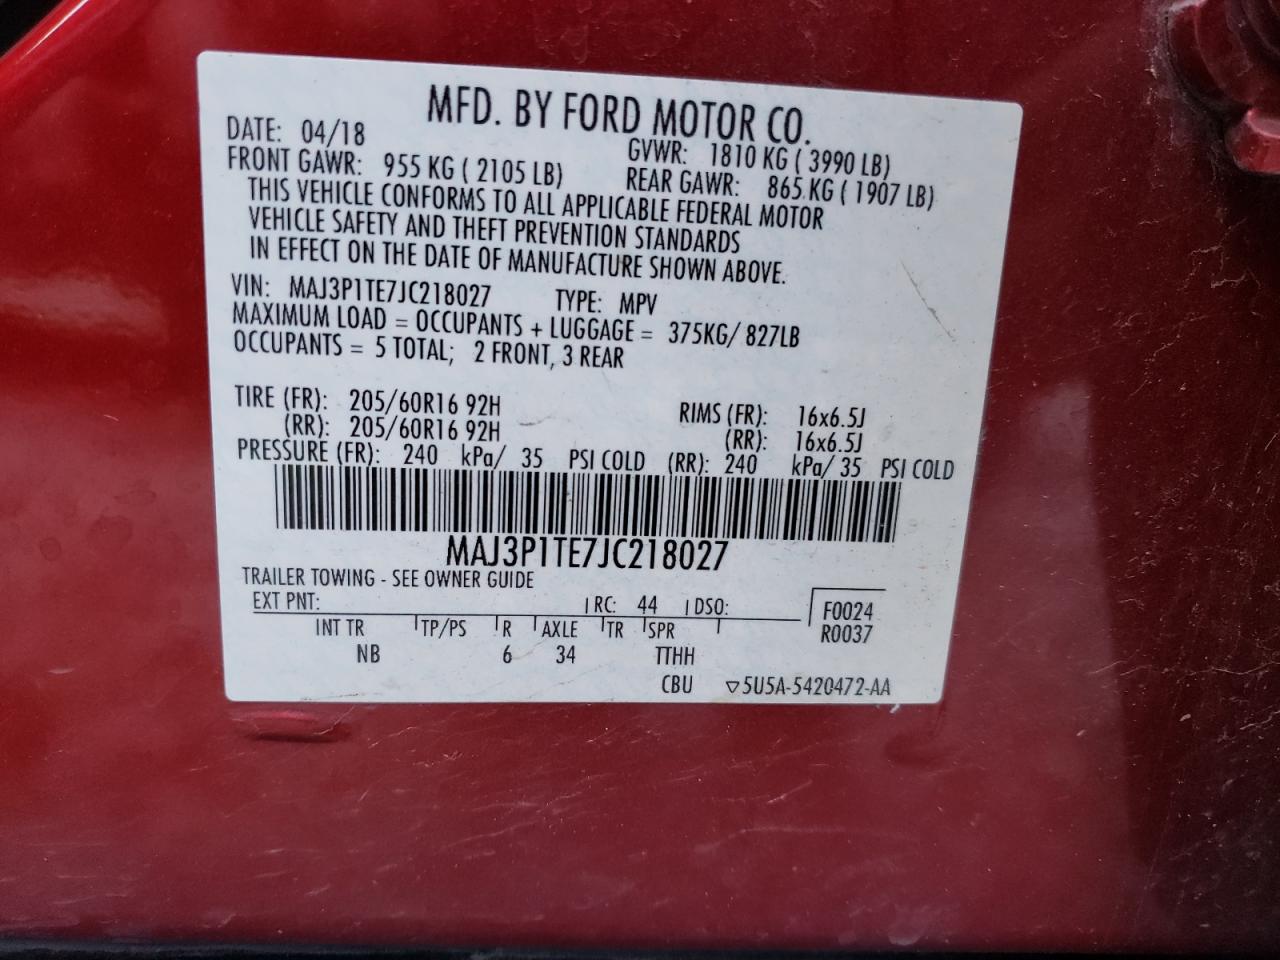 MFD. BY FORD MOTOR CO.
DATE: 04/18 GVWR: 1810 KG ( 3990 LB)
FRONT GAWR: 955 KG ( 2105 LB) REAR GAWR: 865 KG ( 1907 LB)
THIS VEHICLE CONFORMS TO ALL APPLICABLE FEDERAL MOTOR
VEHICLE SAFETY AND THEFT PREVENTION STANDARDS
IN EFFECT ON THE DATE OF MANUFACTURE SHOWN ABOVE.
VIN: MAJ3P1TE7JC218027 TYPE: MPV
MAXIMUM LOAD = OCCUPANTS + LUGGAGE = 375KG/ 827LB
OCCUPANTS = 5 TOTAL; 2 FRONT, 3 REAR
TIRE (FR): 205/60R16 92H RIMS (FR): 16x6.5J
(RR): 205/60R16 92H (RR): 16x6.5J
PRESSURE (FR): 240 kPa/ 35 PSI COLD (RR): 240 kPa/ 35 PSI COLD
MAJ3P1TE7JC218027
TRAILER TOWING - SEE OWNER GUIDE
EXT PNT: RC: 44 DSO: F0024
INT TR TP/PS R AXLE TR SPR R0037
NB 6 34 TTHH
CBU ▽5U5A-5420472-AA